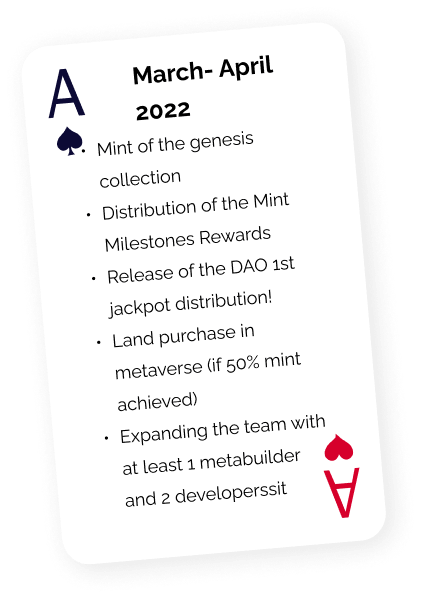 A
March- April
2022
• Mint of the genesis
collection
• Distribution of the Mint
Milestones Rewards
• Release of the DAO 1st
jackpot distribution!
• Land purchase in
metaverse (if 50% mint
achieved)
• Expanding the team with
at least 1 metabuilder
and 2 developerssit
A